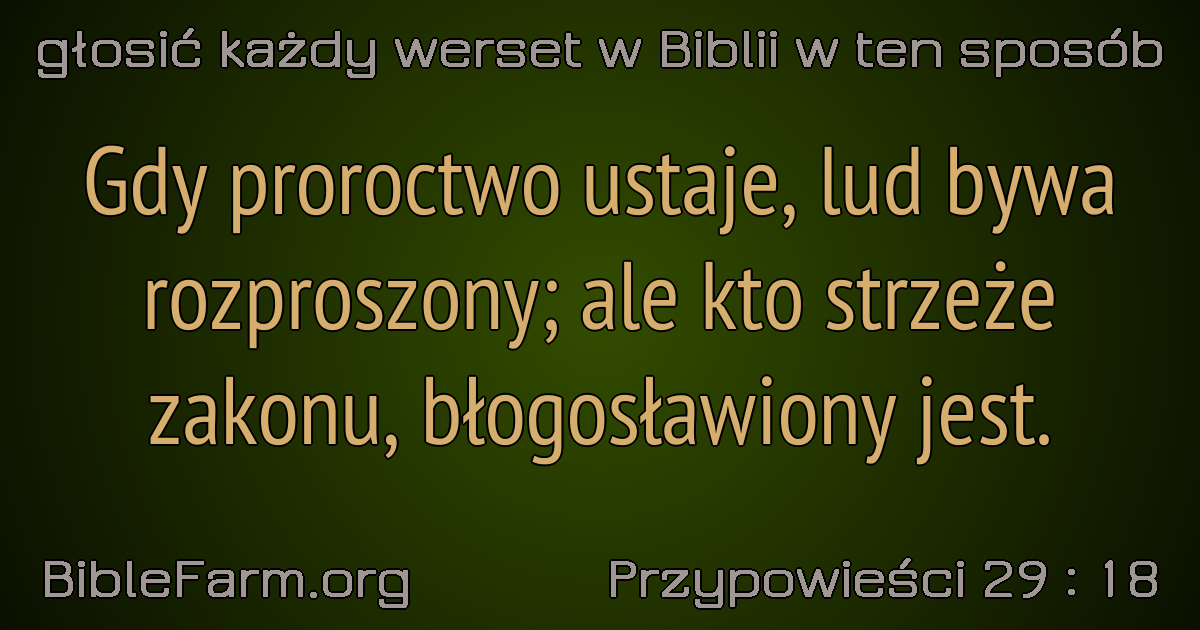 głosić każdy werset w Biblii w ten sposób
Gdy proroctwo ustaje, lud bywa
rozproszony; ale kto strzeże
zakonu, błogosławiony jest.
BibleFarm.org
Przypowieści 29 : 18